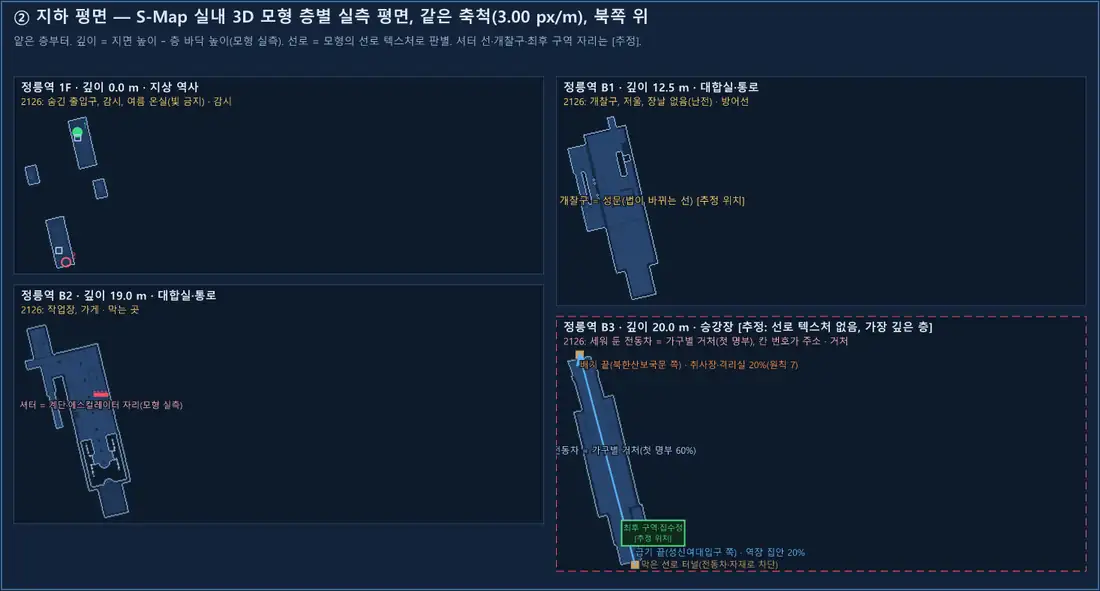 ② 지하 평면 — S-Map 실내 3D 모형 층별 실측 평면, 같은 축척(3.00 px/m), 북쪽 위
얕은 층부터. 깊이 = 지면 높이 - 층 바닥 높이(모형 실측). 선로 = 모형의 선로 텍스처로 판별. 셔터 선·개찰구·최후 구역 자리는 [추정].
정릉역 1F · 깊이 0.0 m · 지상 역사
2126: 숨긴 출입구, 감시, 여름 온실(빛 금지) · 감시
정릉역 B1 · 깊이 12.5 m · 대합실·통로
2126: 개찰구, 저울, 장날 없음(난전) · 방어선
개찰구 = 성문(법이 바뀌는 선) [추정 위치]
정릉역 B2 · 깊이 19.0 m · 대합실·통로
2126: 작업장, 가게 · 막는 곳
셔터 = 계단·에스컬레이터 자리(모형 실측)
정릉역 B3 · 깊이 20.0 m · 승강장 [추정: 선로 텍스처 없음, 가장 깊은 층]
2126: 세워 둔 전동차 = 가구별 거처(첫 명부), 칸 번호가 주소 · 거처
배기 끝(북한산보국문 쪽) · 취사장·격리실 20%(원칙 7)
전동차 = 가구별 거처(첫 명부 60%)
최후 구역·집수정
[추정 위치]
급기 끝(성신여대입구 쪽) · 역장 집안 20%
막은 선로 터널(전동차·자재로 차단)